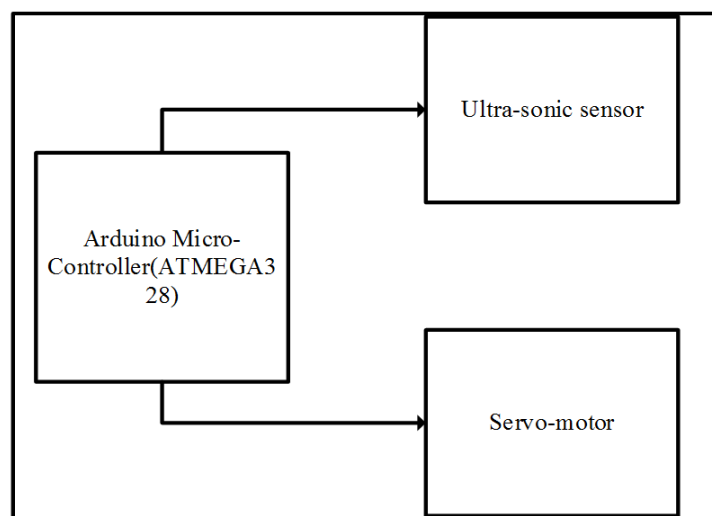 Ultra-sonic sensor
Arduino Micro-
Controller(ATMEGA3
28)
Servo-motor